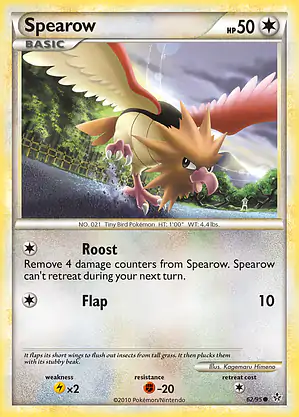 Spearow
HP 50
BASIC
NO. 021 Tiny Bird Pokémon HT: 1'00" WT: 4.4 lbs.
Roost
Remove 4 damage counters from Spearow. Spearow
can't retreat during your next turn.
Flap 10
Illus. Kagemaru Himeno
weakness resistance retreat cost
×2 -20
It flaps its short wings to flush out insects from tall grass. It then plucks them
with its stubby beak.
©2010 Pokémon/Nintendo
62/95